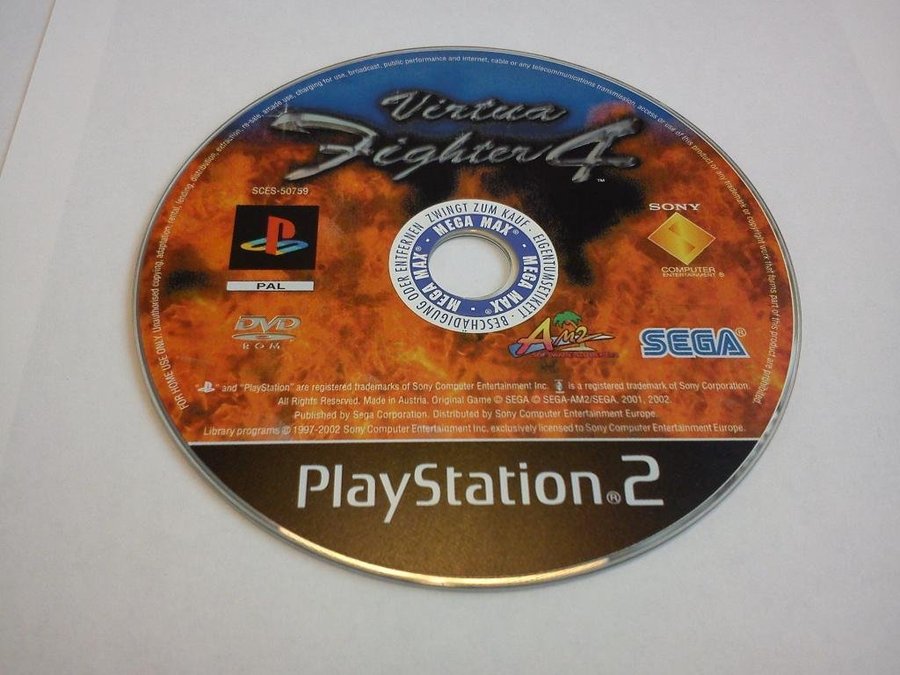 FOR HOME USE ONLY. Unauthorised copying, adaptation, rental, lending, distribution, extraction, re-sale, arcade use, charging for use, broadcast, public performance and internet, cable or any telecommunications transmission, access or use of this product or any trademark or copyright work that forms part of this product are prohibited.
Virtua
Fighter 4
™
SCES-50759
PAL
SONY
COMPUTER
ENTERTAINMENT®
BESCHÄDIGUNG ODER ENTFERNEN ZWINGT ZUM KAUF · EIGENTUMSETIKETT ·
MEGA MAX® · MEGA MAX® · MEGA MAX® ·
DVD
ROM
AM2
SEGA®
" and "PlayStation" are registered trademarks of Sony Computer Entertainment Inc. is a registered trademark of Sony Corporation.
All Rights Reserved. Made in Austria. Original Game © SEGA © SEGA-AM2/SEGA, 2001, 2002.
Published by Sega Corporation. Distributed by Sony Computer Entertainment Europe.
Library programs © 1997-2002 Sony Computer Entertainment Inc. exclusively licensed to Sony Computer Entertainment Europe.
PlayStation®2